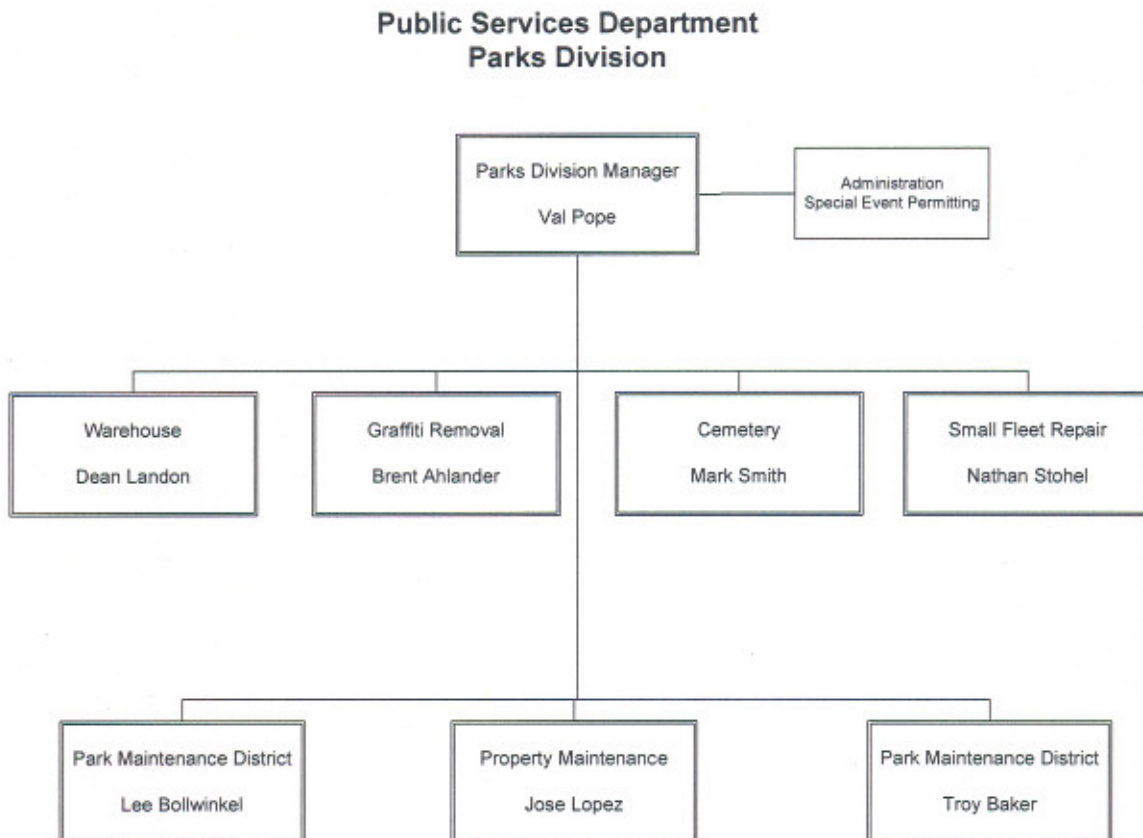 Public Services Department
Parks Division
Parks Division Manager
Val Pope
Administration
Special Event Permitting
Warehouse
Dean Landon
Graffiti Removal
Brent Ahlander
Cemetery
Mark Smith
Small Fleet Repair
Nathan Stohel
Park Maintenance District
Lee Bollwinkel
Property Maintenance
Jose Lopez
Park Maintenance District
Troy Baker